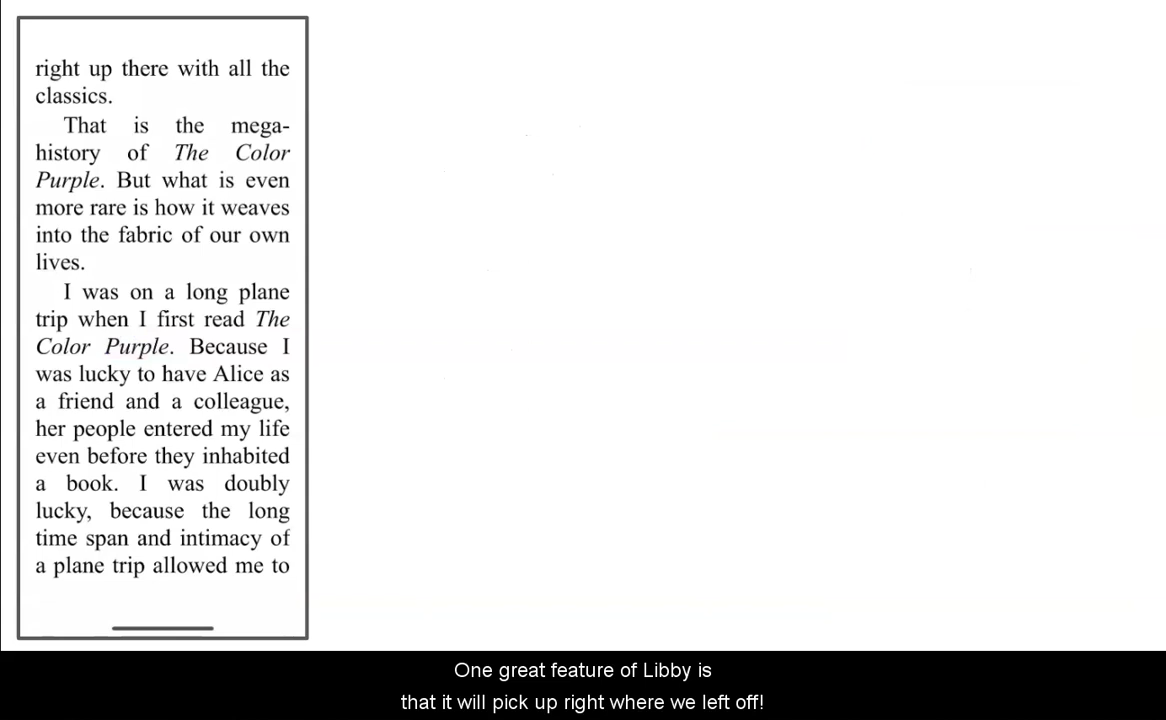 right up there with all the
classics.
That is the mega-
history of The Color
Purple. But what is even
more rare is how it weaves
into the fabric of our own
lives.
I was on a long plane
trip when I first read The
Color Purple. Because I
was lucky to have Alice as
a friend and a colleague,
her people entered my life
even before they inhabited
a book. I was doubly
lucky, because the long
time span and intimacy of
a plane trip allowed me to
One great feature of Libby is
that it will pick up right where we left off!